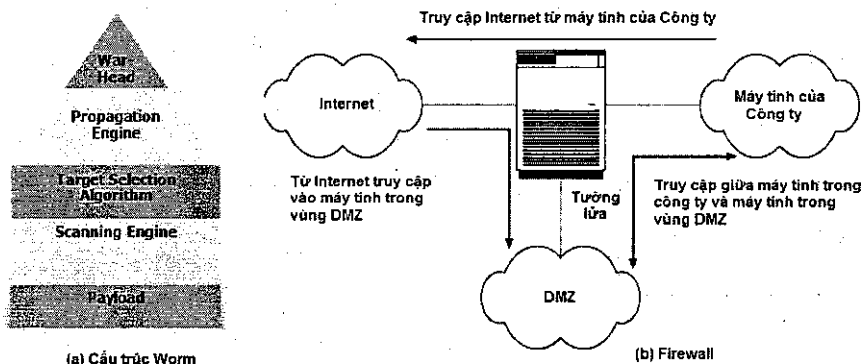 War-
Head
Propagation
Engine
Target Selection
Algorithm
Scanning Engine
Payload
(a) Cấu trúc Worm
Truy cập Internet từ máy tính của Công ty
Internet
Máy tính của
Công ty
Từ Internet truy cập
vào máy tính trong
vùng DMZ
Tường
lửa
Truy cập giữa máy tính trong
công ty và máy tính trong
vùng DMZ
DMZ
(b) Firewall